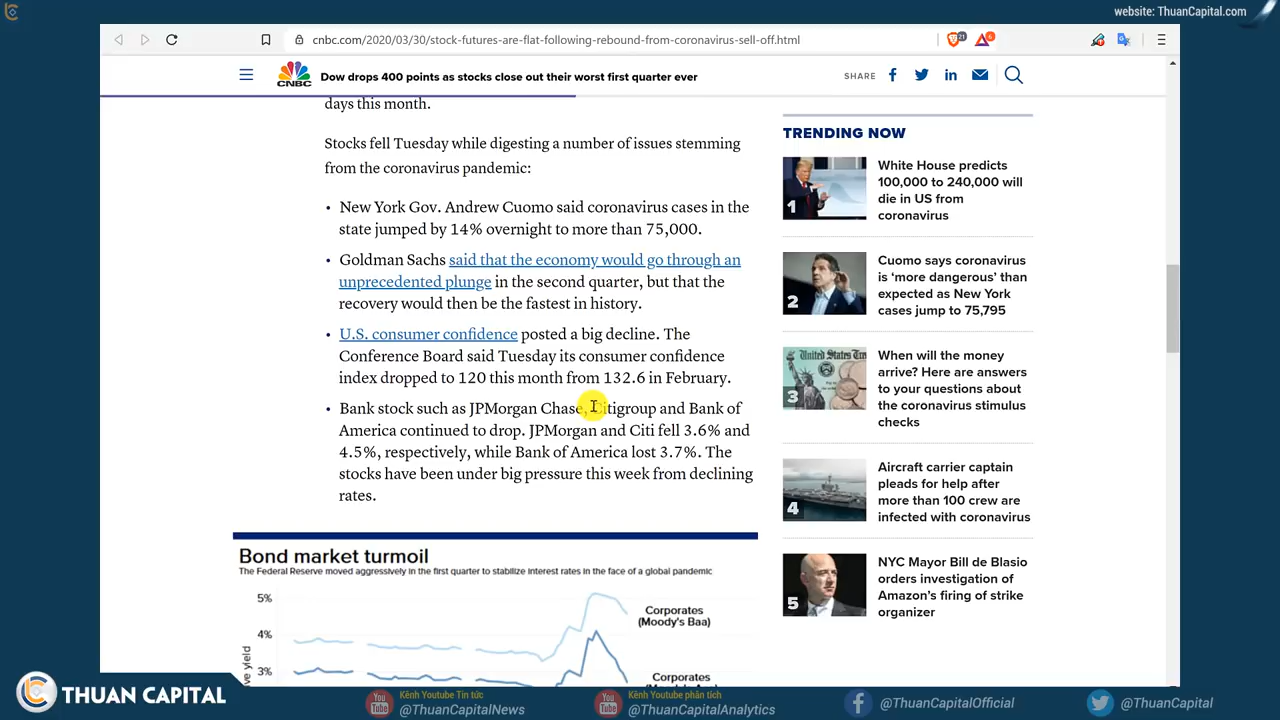 website: ThuanCapital.com
cnbc.com/2020/03/30/stock-futures-are-flat-following-rebound-from-coronavirus-sell-off.html
21
6
CNBC
Dow drops 400 points as stocks close out their worst first quarter ever
SHARE
days this month.
Stocks fell Tuesday while digesting a number of issues stemming
from the coronavirus pandemic:
• New York Gov. Andrew Cuomo said coronavirus cases in the
state jumped by 14% overnight to more than 75,000.
• Goldman Sachs said that the economy would go through an
unprecedented plunge in the second quarter, but that the
recovery would then be the fastest in history.
• U.S. consumer confidence posted a big decline. The
Conference Board said Tuesday its consumer confidence
index dropped to 120 this month from 132.6 in February.
• Bank stock such as JPMorgan Chase, Citigroup and Bank of
America continued to drop. JPMorgan and Citi fell 3.6% and
4.5%, respectively, while Bank of America lost 3.7%. The
stocks have been under big pressure this week from declining
rates.
Bond market turmoil
The Federal Reserve moved aggressively in the first quarter to stabilize interest rates in the face of a global pandemic
5%
4%
3%
Corporates
(Moody's Baa)
Corporates
TRENDING NOW
1
White House predicts
100,000 to 240,000 will
die in US from
coronavirus
2
Cuomo says coronavirus
is ‘more dangerous’ than
expected as New York
cases jump to 75,795
United States Tre
3
When will the money
arrive? Here are answers
to your questions about
the coronavirus stimulus
checks
4
Aircraft carrier captain
pleads for help after
more than 100 crew are
infected with coronavirus
5
NYC Mayor Bill de Blasio
orders investigation of
Amazon’s firing of strike
organizer
THUAN CAPITAL
You
Tube
Kênh Youtube Tin tức
@ThuanCapitalNews
You
Tube
Kênh Youtube phân tích
@ThuanCapitalAnalytics
@ThuanCapitalOfficial
@ThuanCapital